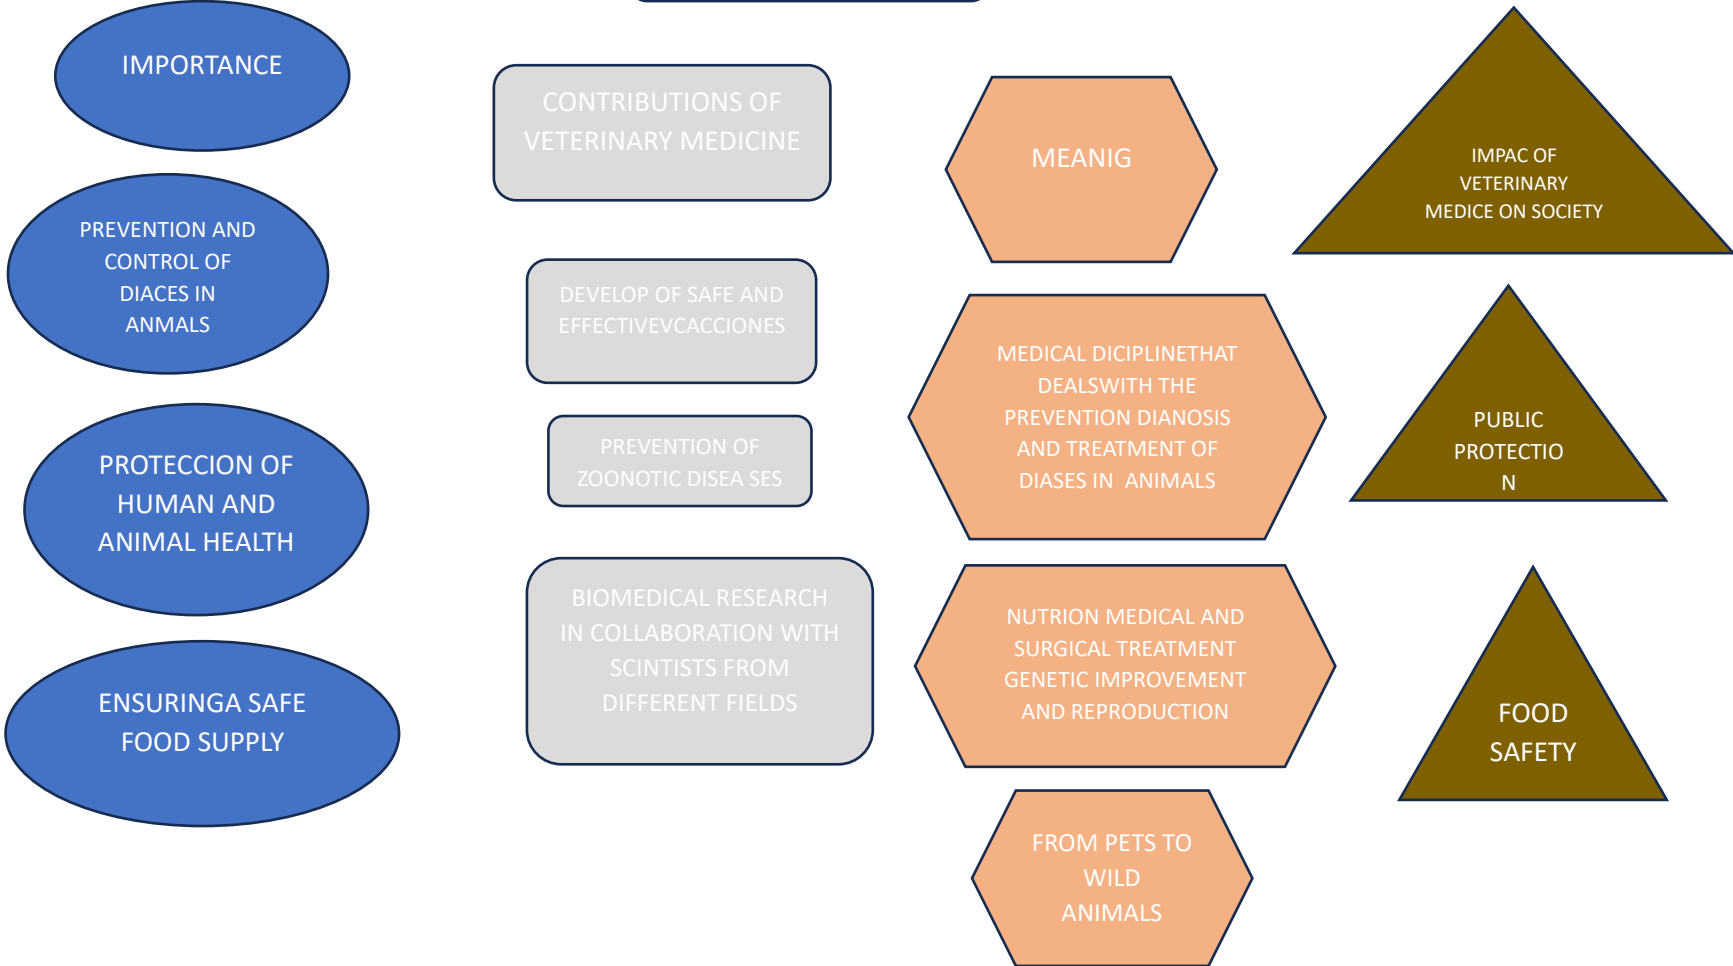 IMPORTANCE
PREVENTION AND
CONTROL OF
DIACES IN
ANMALS
PROTECCION OF
HUMAN AND
ANIMAL HEALTH
ENSURINGA SAFE
FOOD SUPPLY
CONTRIBUTIONS OF
VETERINARY MEDICINE
DEVELOP OF SAFE AND
EFFECTIVEVCACCIONES
PREVENTION OF
ZOONOTIC DISEA SES
BIOMEDICAL RESEARCH
IN COLLABORATION WITH
SCINTISTS FROM
DIFFERENT FIELDS
MEANIG
MEDICAL DICIPLINETHAT
DEALSWITH THE
PREVENTION DIANOSIS
AND TREATMENT OF
DIASES IN  ANIMALS
NUTRION MEDICAL AND
SURGICAL TREATMENT
GENETIC IMPROVEMENT
AND REPRODUCTION
FROM PETS TO
WILD
ANIMALS
IMPAC OF
VETERINARY
MEDICE ON SOCIETY
PUBLIC
PROTECTIO
N
FOOD
SAFETY